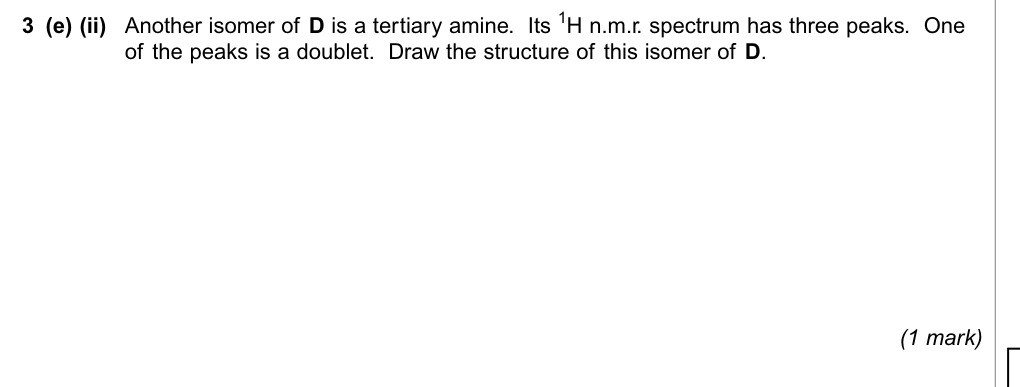 3 (e) (ii) Another isomer of D is a tertiary amine. Its ¹H n.m.r. spectrum has three peaks. One
of the peaks is a doublet. Draw the structure of this isomer of D.
(1 mark)